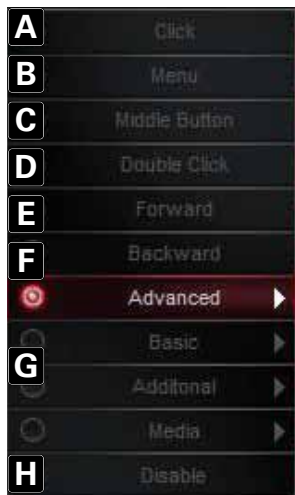 A Click
B Menu
C Middle Button
D Double Click
E Forward
F Backward
Advanced
Basic
G
Additonal
Media
H Disable